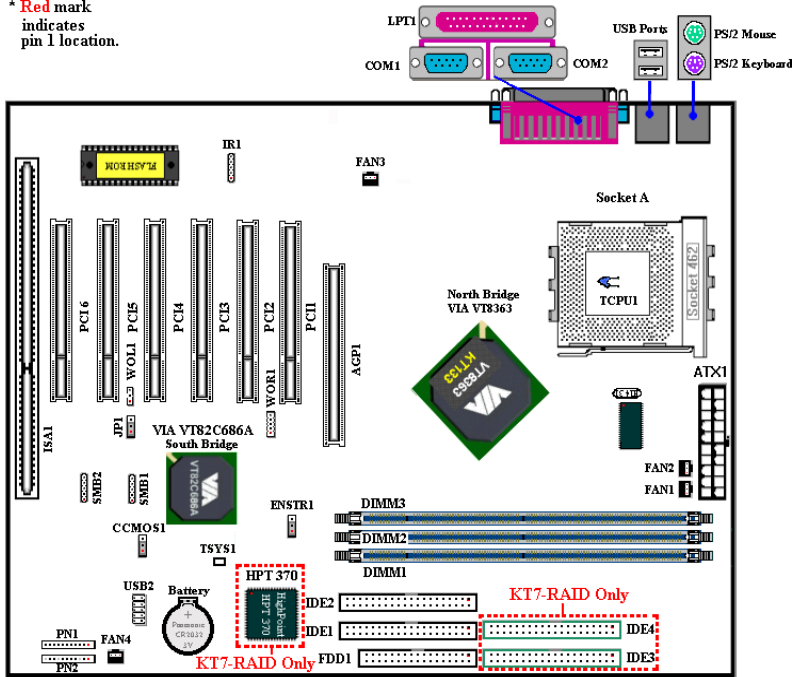 * Red mark
indicates
pin 1 location.
LPT1
COM1
COM2
USB Ports
PS/2 Mouse
PS/2 Keyboard
IR1
FLASHROM
FAN3
Socket A
Socket 462
TCPU1
North Bridge
VIA VT8363
VIA
VT8363
KT133
PCI 6
PCI5
PCI4
PCI3
PCI2
PCI1
AGP1
ISA1
WOL1
JP1
WOR1
ATX1
VIA VT82C686A
South Bridge
VIA
VT82C686A
SMB2
SMB1
FAN2
FAN1
ENSTR1
DIMM3
DIMM2
DIMM1
CCMOS1
TSYS1
HPT 370
HighPoint
HPT 370
KT7-RAID Only
USB2
Battery
+
Panasonic
CR2032
3V
IDE2
IDE1
FDD1
KT7-RAID Only
IDE4
IDE3
PN1
PN2
FAN4